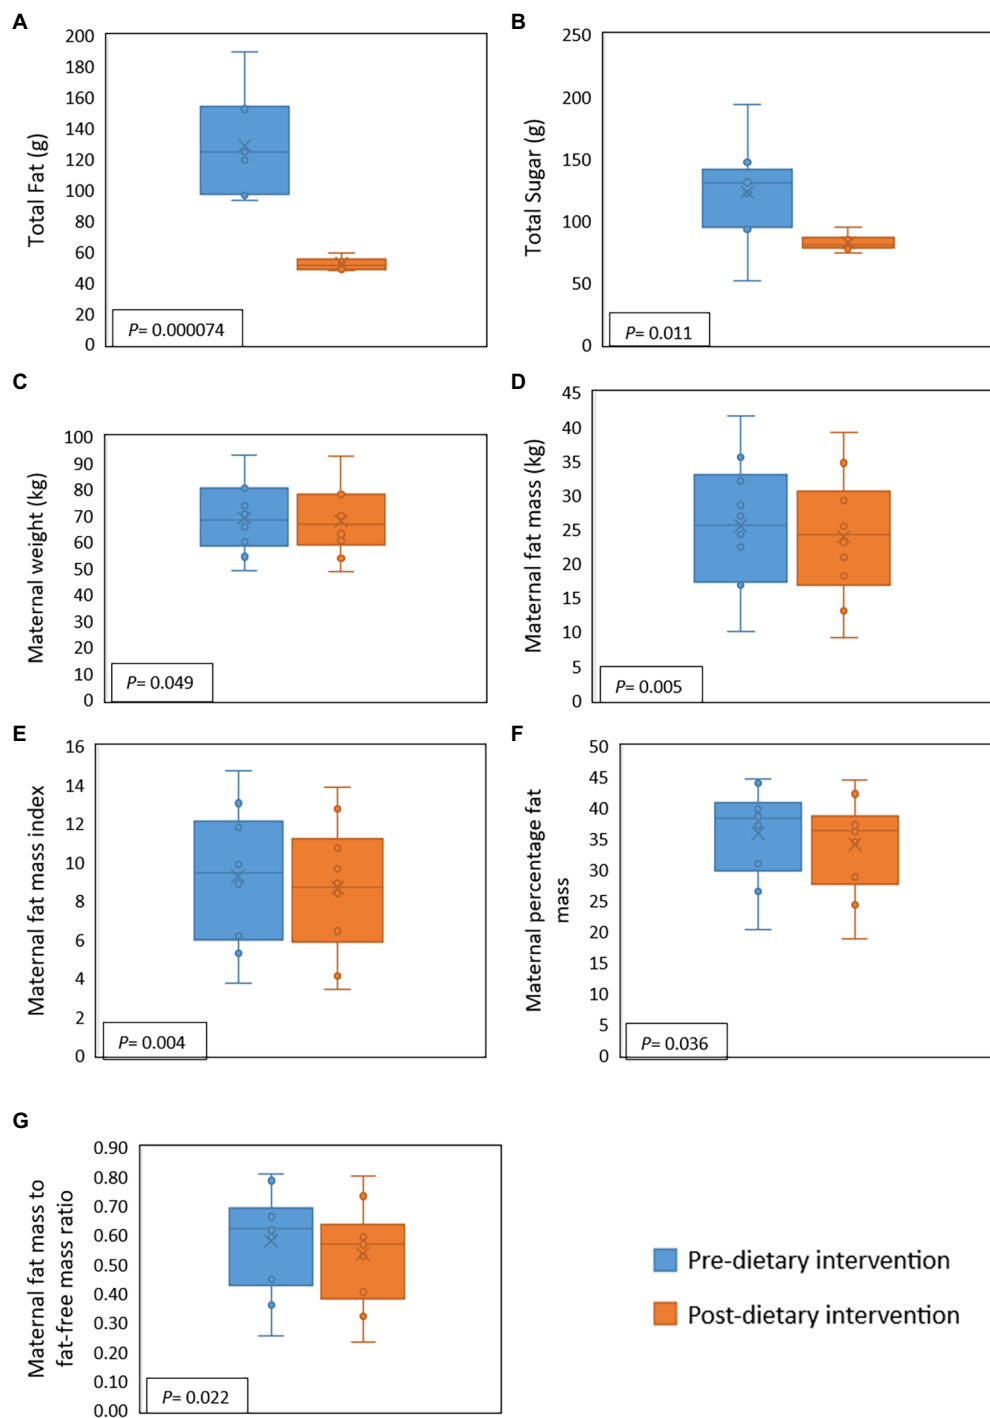 A
Total Fat (g)
200
180
160
140
120
100
80
60
40
20
0
P= 0.000074
B
Total Sugar (g)
250
200
150
100
50
0
P= 0.011
C
Maternal weight (kg)
100
90
80
70
60
50
40
30
20
10
0
P= 0.049
D
Maternal fat mass (kg)
45
40
35
30
25
20
15
10
5
0
P= 0.005
E
Maternal fat mass index
16
14
12
10
8
6
4
2
0
P= 0.004
F
Maternal percentage fat
mass
50
45
40
35
30
25
20
15
10
5
0
P= 0.036
G
Maternal fat mass to
fat-free mass ratio
0.90
0.80
0.70
0.60
0.50
0.40
0.30
0.20
0.10
0.00
P= 0.022
Pre-dietary intervention
Post-dietary intervention